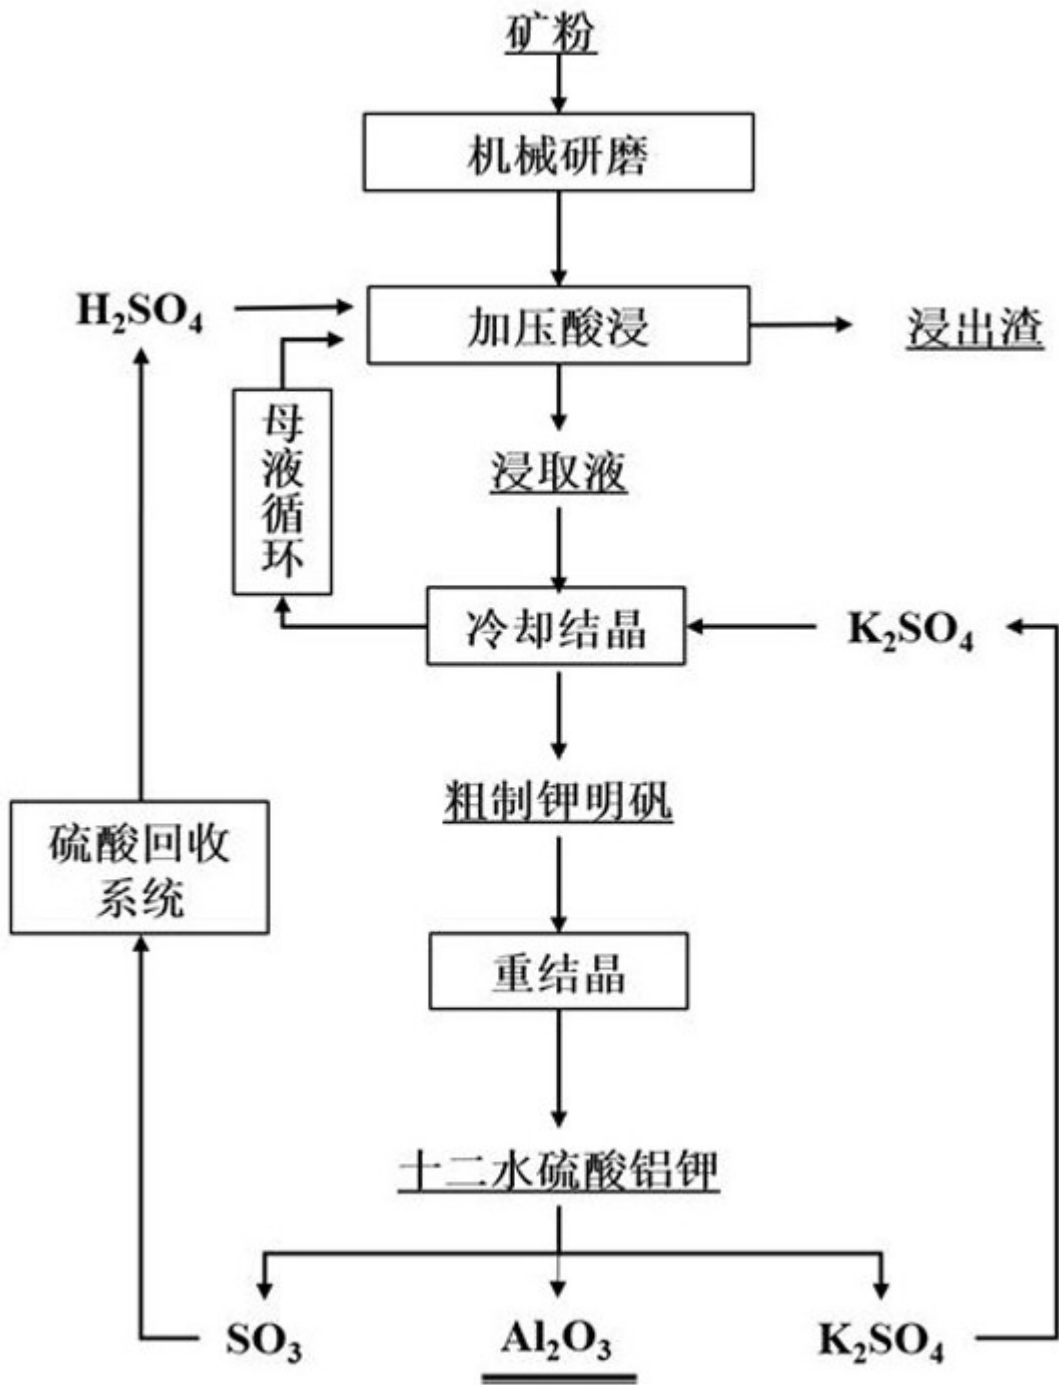 矿粉
机械研磨
H₂SO₄
加压酸浸
浸出渣
母
液
循
环
浸取液
冷却结晶
K₂SO₄
粗制钾明矾
硫酸回收
系统
重结晶
十二水硫酸铝钾
SO₃
Al₂O₃
K₂SO₄